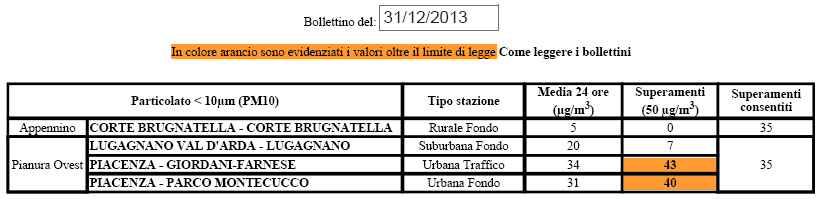 Bollettino del: 31/12/2013
In colore arancio sono evidenziati i valori oltre il limite di legge Come leggere i bollettini
Particolato < 10µm (PM10) Tipo stazione Media 24 ore (µg/m³) Superamenti (50 µg/m³) Superamenti consentiti
Appennino CORTE BRUGNATELLA - CORTE BRUGNATELLA Rurale Fondo 5 0 35
Pianura Ovest LUGAGNANO VAL D'ARDA - LUGAGNANO Suburbana Fondo 20 7 35
PIACENZA - GIORDANI-FARNESE Urbana Traffico 34 43
PIACENZA - PARCO MONTECUCCO Urbana Fondo 31 40